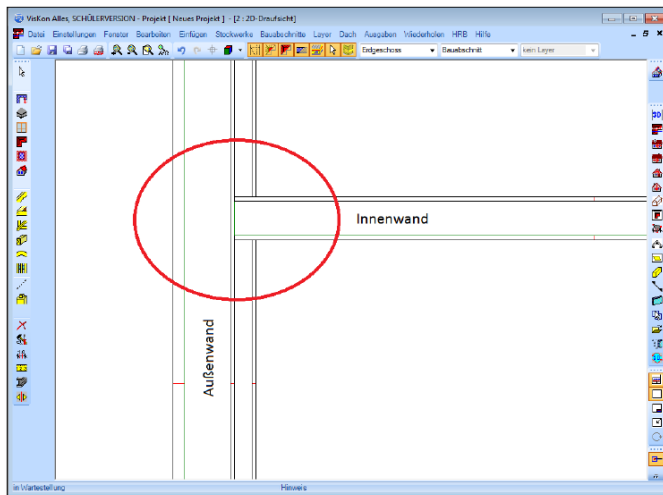 VisKon Alles, SCHÜLERVERSION - Projekt [ Neues Projekt ] - [2 : 2D-Draufsicht]
Datei Einstellungen Fenster Bearbeiten Einfügen Stockwerke Bauabschnitte Layer Dach Ausgaben Wiederholen HRB Hilfe
Erdgeschoss Bauabschnitt kein Layer
3D
Innenwand
Außenwand
in Wartestellung Hinweis